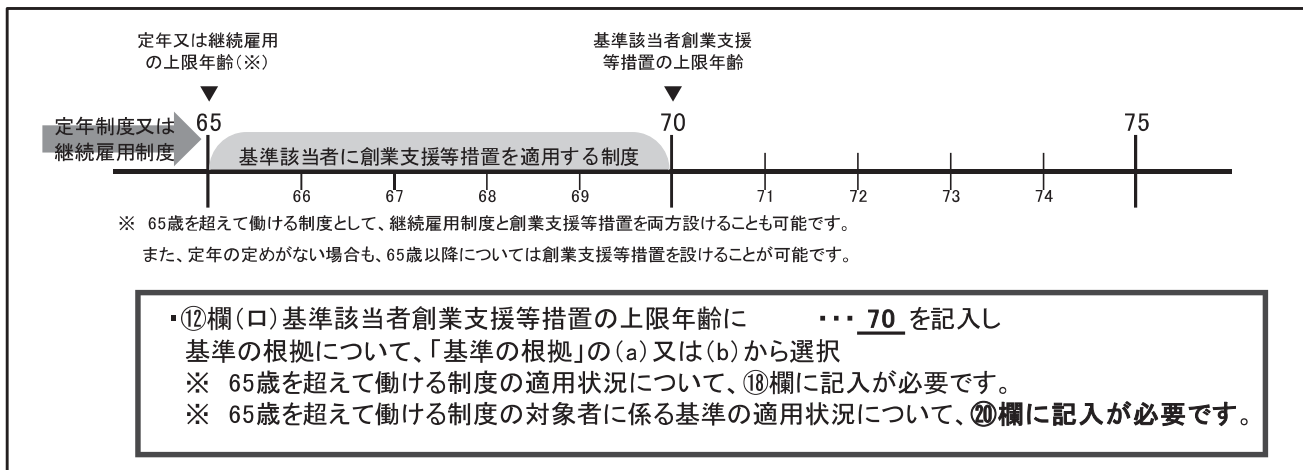 定年又は継続雇用
の上限年齢(※)
基準該当者創業支援
等措置の上限年齢
▼
▼
定年制度又は
継続雇用制度
65
70
75
基準該当者に創業支援等措置を適用する制度
66
67
68
69
71
72
73
74
※ 65歳を超えて働ける制度として、継続雇用制度と創業支援等措置を両方設けることも可能です。
また、定年の定めがない場合も、65歳以降については創業支援等措置を設けることが可能です。
・⑫欄(ロ)基準該当者創業支援等措置の上限年齢に ・・・ 70 を記入し
基準の根拠について、「基準の根拠」の(a)又は(b)から選択
※ 65歳を超えて働ける制度の適用状況について、⑱欄に記入が必要です。
※ 65歳を超えて働ける制度の対象者に係る基準の適用状況について、⑳欄に記入が必要です。